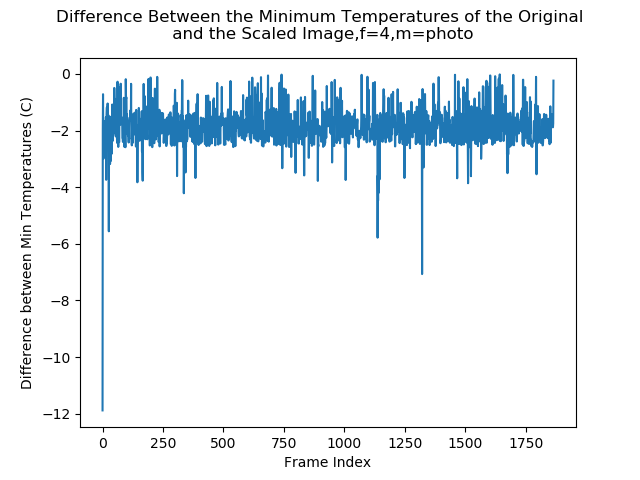 Difference Between the Minimum Temperatures of the Original
and the Scaled Image,f=4,m=photo
0
−2
−4
−6
−8
−10
−12
Difference between Min Temperatures (C)
0 250 500 750 1000 1250 1500 1750
Frame Index